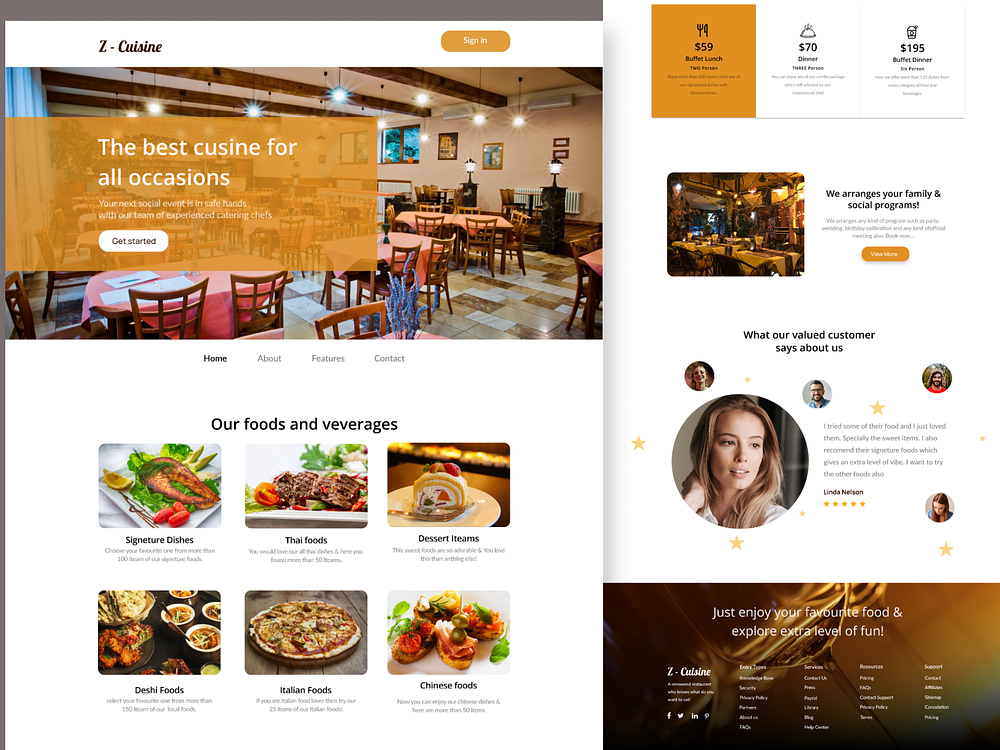 Z - Cuisine
Sign in
The best cusine for
all occasions
Your next social event is in safe hands
with our team of experienced catering chefs
Get started
Home
About
Features
Contact
Our foods and veverages
Signeture Dishes
Choose your favourite one from more than
100 Iteam of our signeture foods.
Thai foods
You would love our all thai dishes & here you
found more than 50 Iteams.
Dessert Iteams
This sweet foods are so adorable & You love
this than anthing else!
Deshi Foods
select your favourite one from more than
150 Iteam of our local foods.
Italian Foods
If you are italian food lover then try our
25 Items of our Italian foods!
Chinese foods
Now you can enjoy our chinese dishes &
here are more than 50 items
$59
Buffet Lunch
TWO Person
Enjoy more than 100 menus from any of
our signatured dishes with
$70
Dinner
THREE Person
You can enjoy any of our combo package
which will selected by our
experienced chef
$195
Buffet Dinner
Six Person
Here we offer more than 120 dishes from
every category of food and
beverages
We arranges your family &
social programs!
We arranges any kind of program such as party,
wedding, birthday celibration and any kind ofofficial
meeting also. Book now...
View More
What our valued customer
says about us
I tried some of their food and I just loved
them. Specially the sweet items. I also
recomend their signeture foods which
gives an extra level of vibe. I want to try
the other foods also
Linda Nelson
Just enjoy your favourite food &
explore extra level of fun!
Z - Cuisine
A renowned restaurant
who knows what do you
want to eat!
Entry Types
Knowledge Base
Security
Privacy Policy
Partners
About us
FAQs
Services
Contact Us
Press
Payrol
Library
Blog
Help Center
Resources
Pricing
FAQs
Contact Support
Privacy Policy
Terms
Support
Contact
Affiliates
Sitemap
Cancelation
Pricing